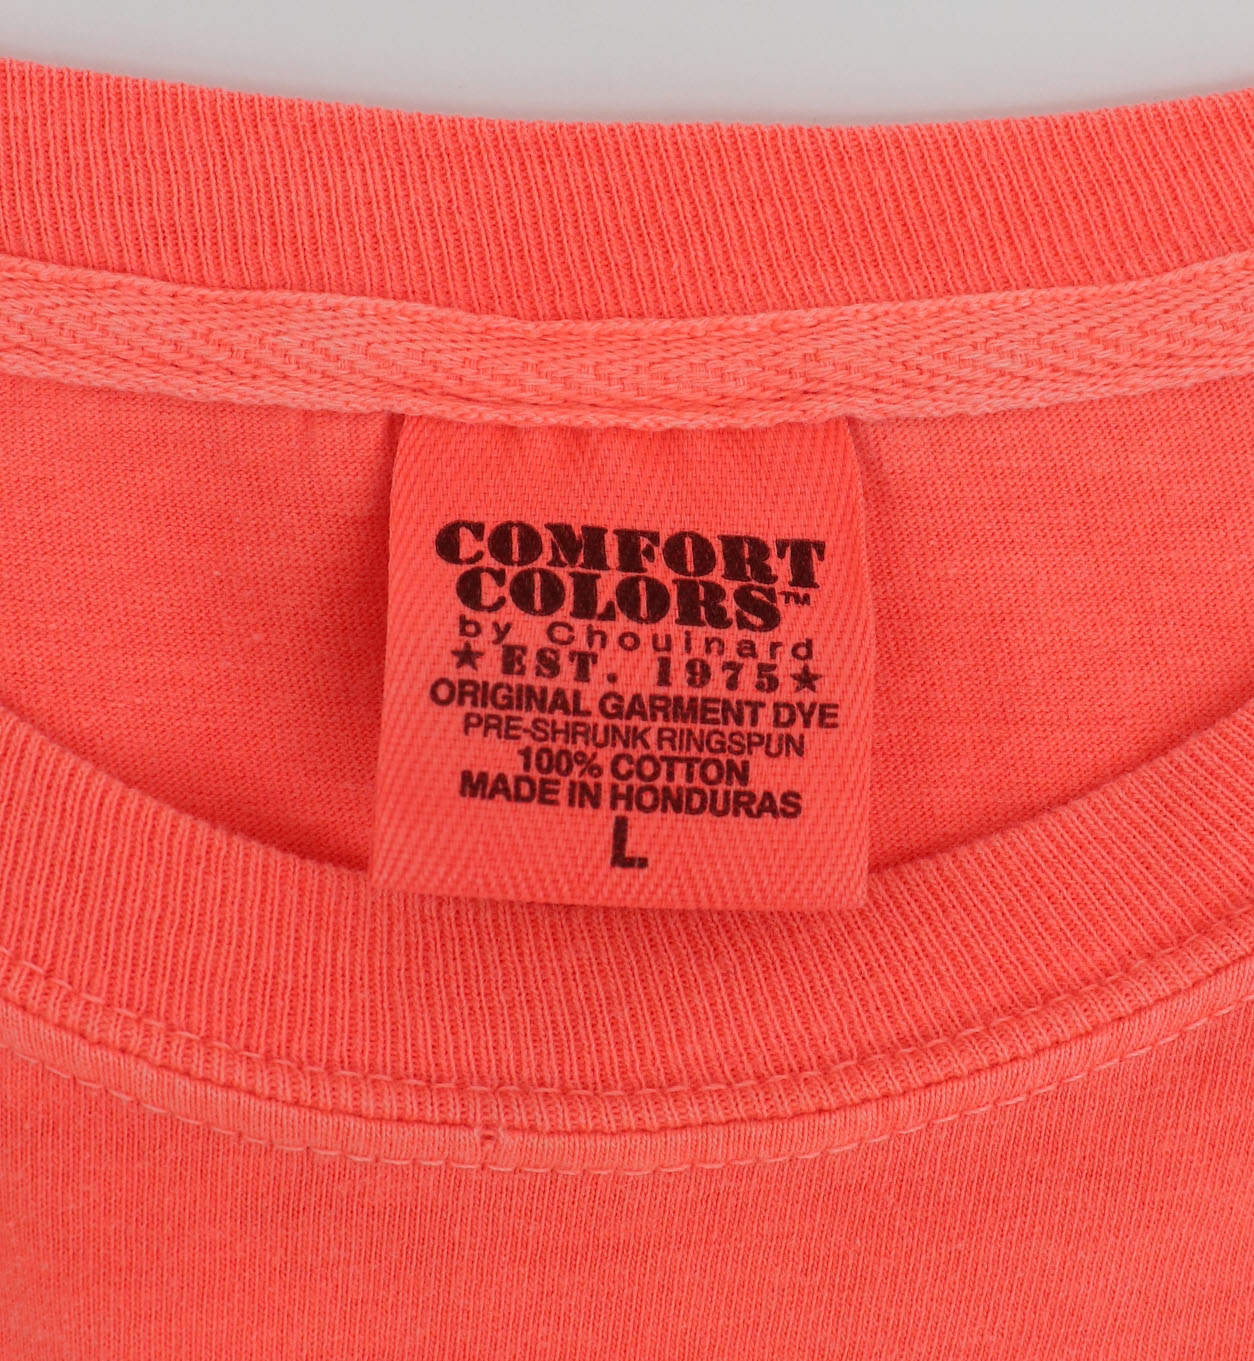 COMFORT
COLORS™
by Chouinard
★EST. 1975★
ORIGINAL GARMENT DYE
PRE-SHRUNK RINGSPUN
100% COTTON
MADE IN HONDURAS
L